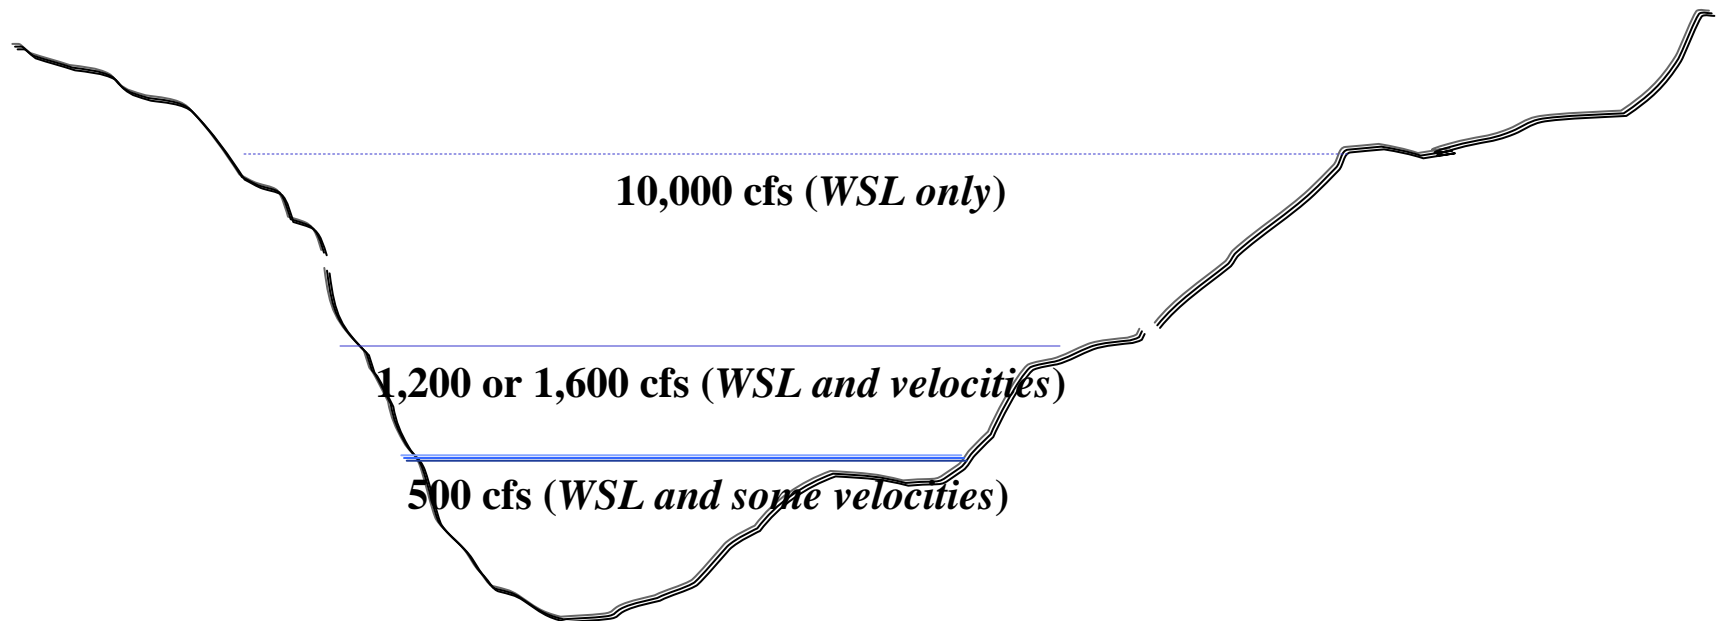 10,000 cfs (WSL only)
1,200 or 1,600 cfs (WSL and velocities)
500 cfs (WSL and some velocities)